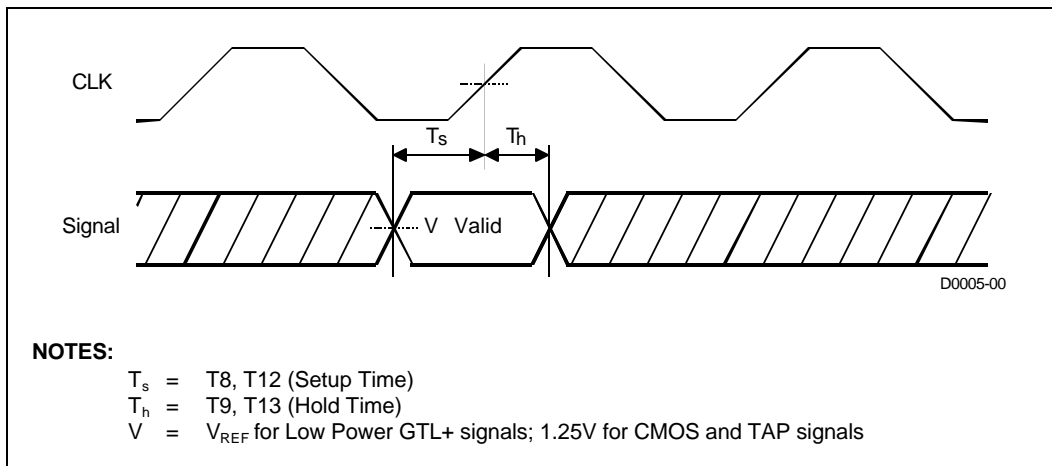 CLK
Ts Th
Signal
V Valid
D0005-00
NOTES:
Ts = T8, T12 (Setup Time)
Th = T9, T13 (Hold Time)
V = VREF for Low Power GTL+ signals; 1.25V for CMOS and TAP signals